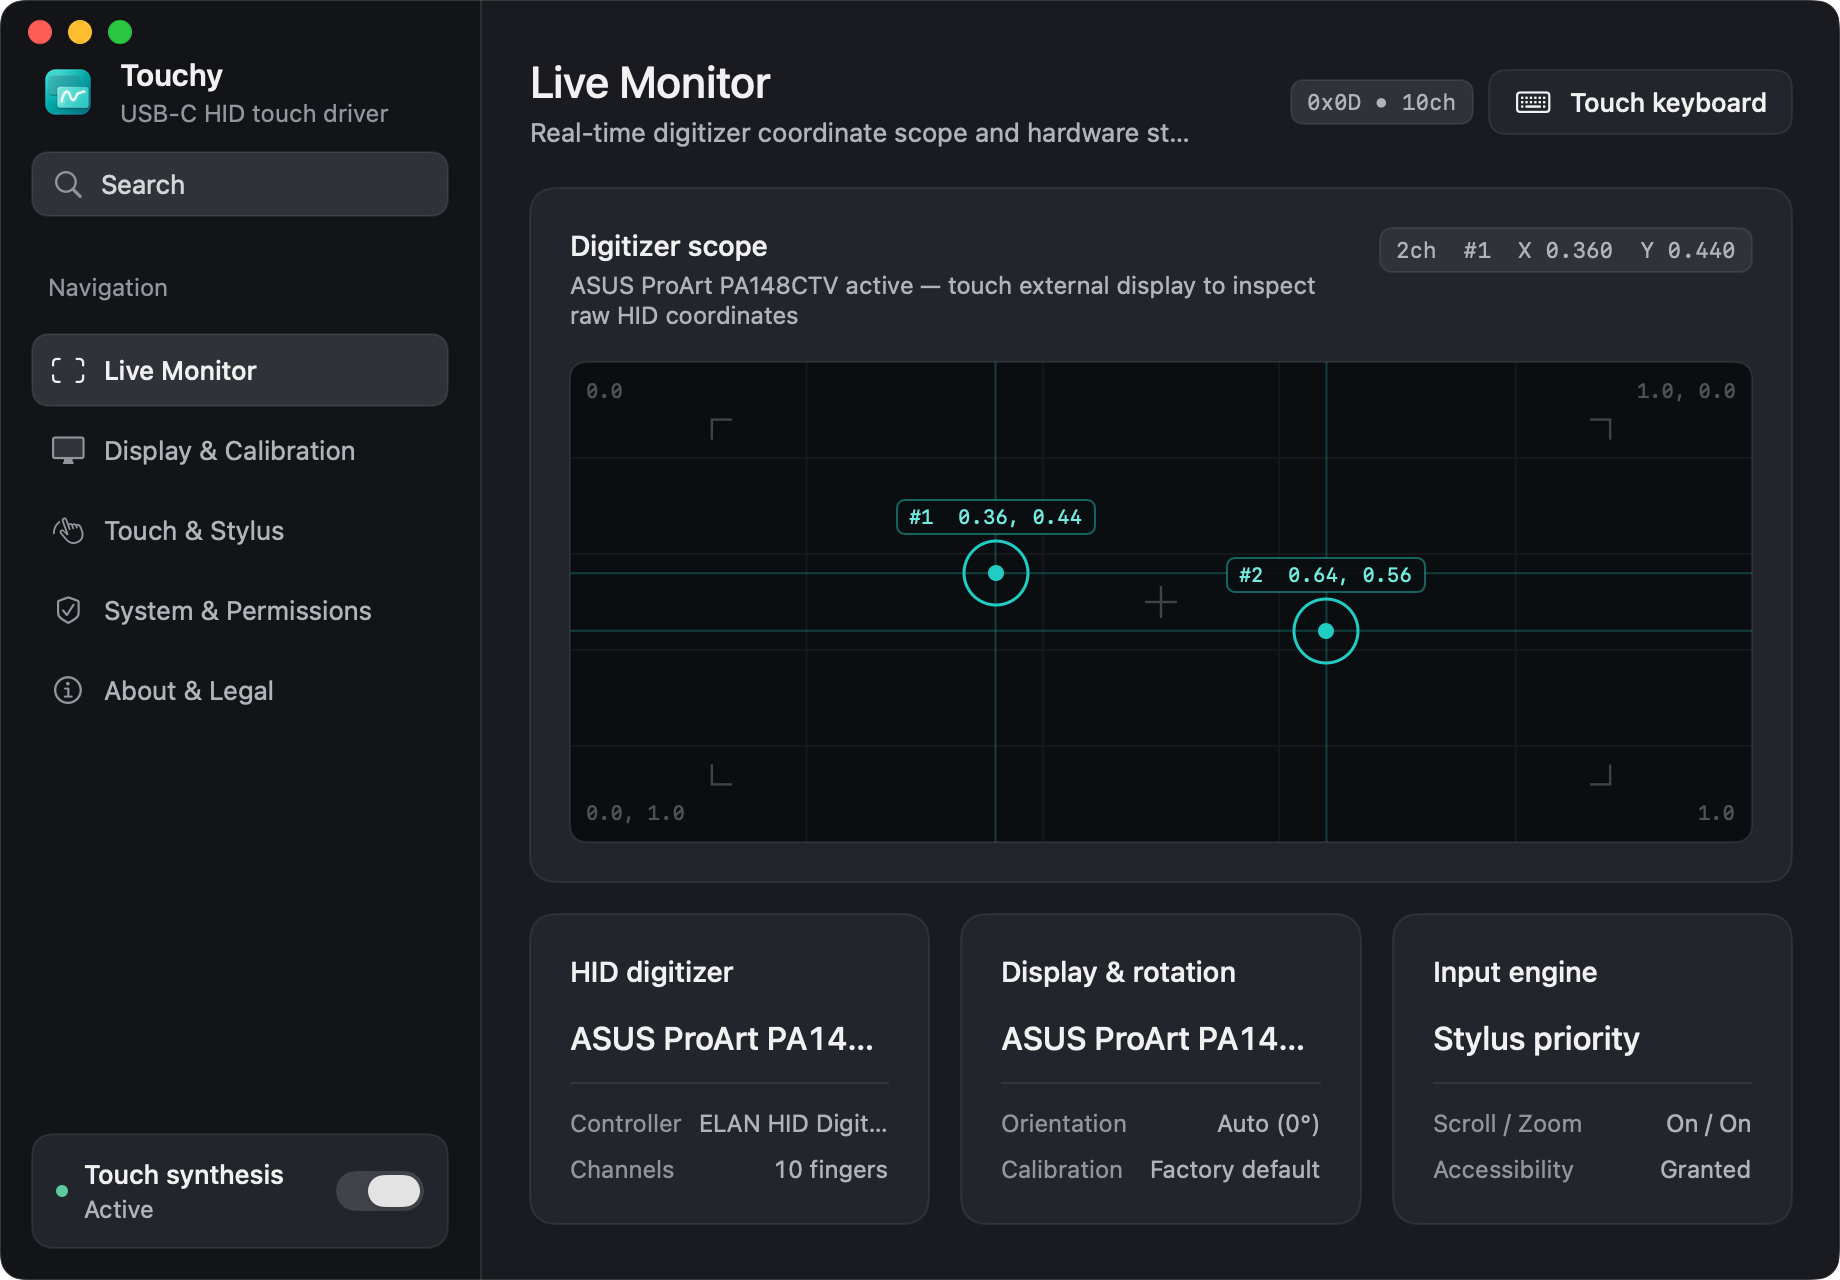 Touchy
USB-C HID touch driver
Search
Navigation
Live Monitor
Display & Calibration
Touch & Stylus
System & Permissions
About & Legal
Touch synthesis
Active
Live Monitor
Real-time digitizer coordinate scope and hardware st...
0x0D • 10ch
Touch keyboard
Digitizer scope
ASUS ProArt PA148CTV active — touch external display to inspect
raw HID coordinates
2ch #1 X 0.360 Y 0.440
0.0
1.0, 0.0
#1 0.36, 0.44
#2 0.64, 0.56
0.0, 1.0
1.0
HID digitizer
ASUS ProArt PA14...
Controller ELAN HID Digit...
Channels 10 fingers
Display & rotation
ASUS ProArt PA14...
Orientation Auto (0°)
Calibration Factory default
Input engine
Stylus priority
Scroll / Zoom On / On
Accessibility Granted